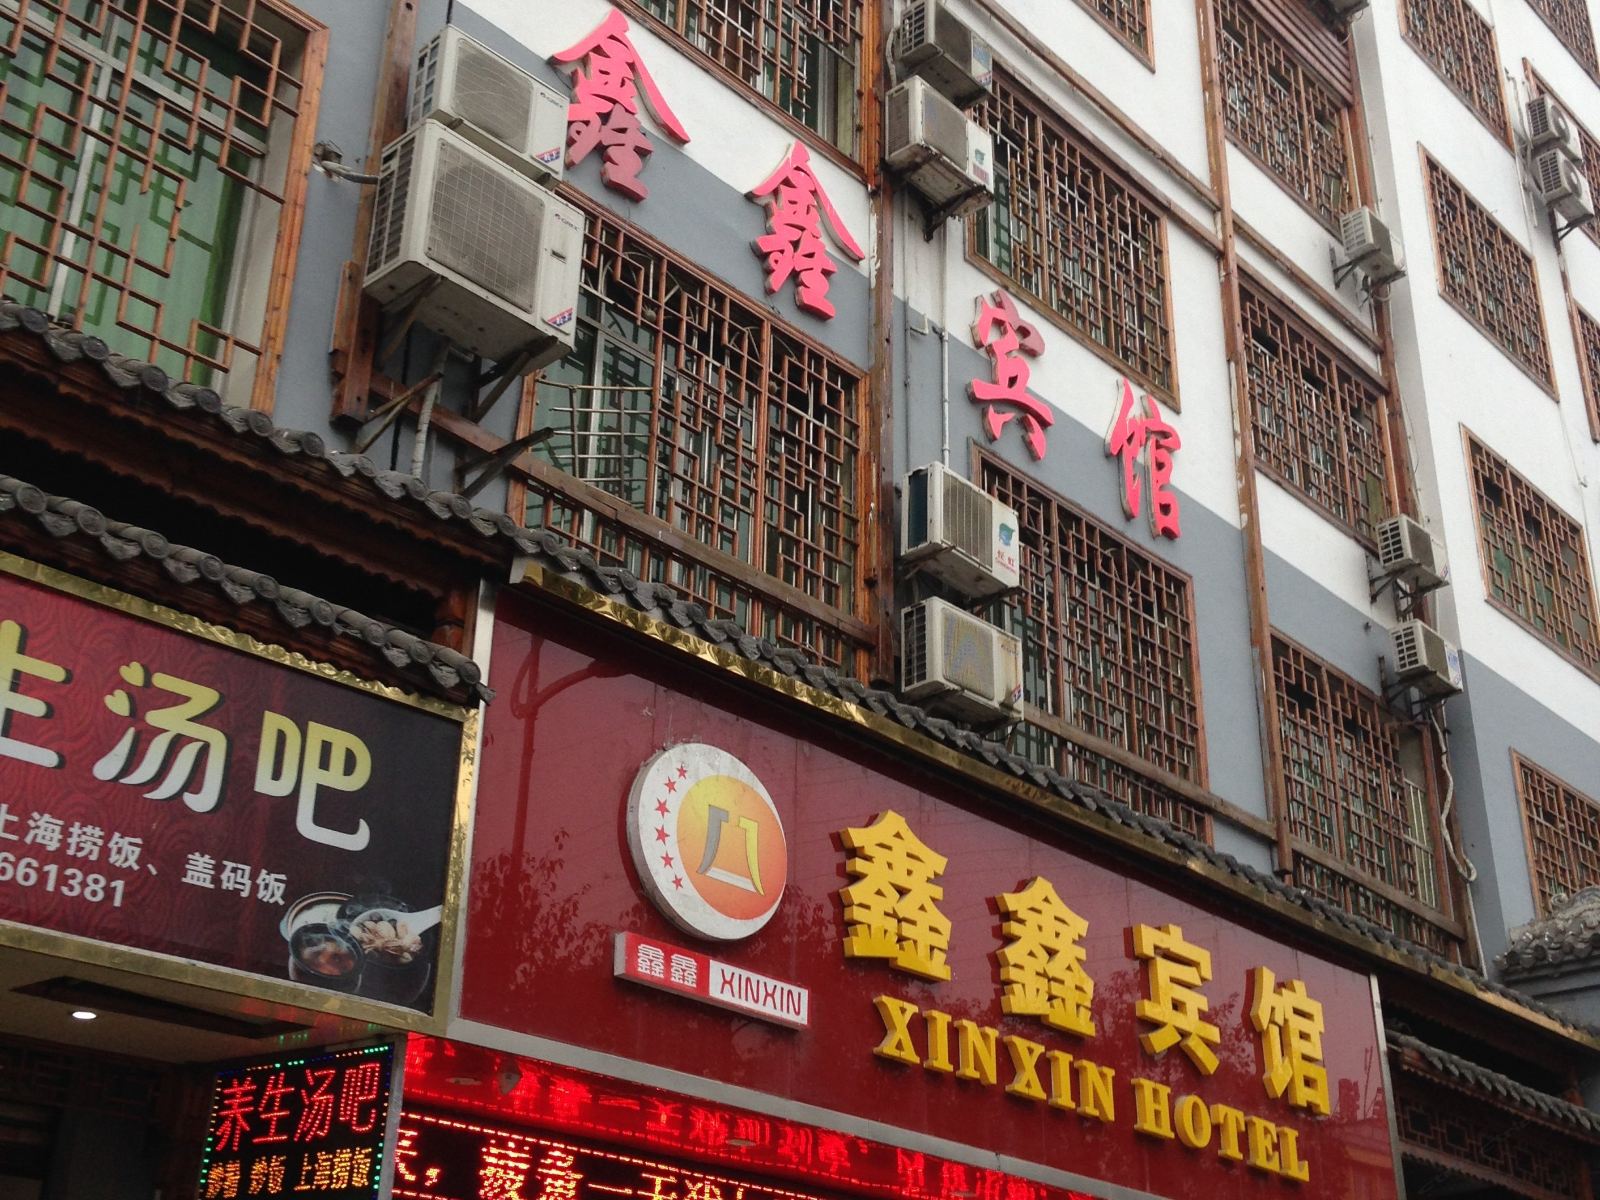 鑫鑫宾馆
生汤吧
上海捞饭、盖码饭
661381
鑫鑫 XINXIN
鑫鑫宾馆
XINXIN HOTEL
养生汤吧
上海捞饭